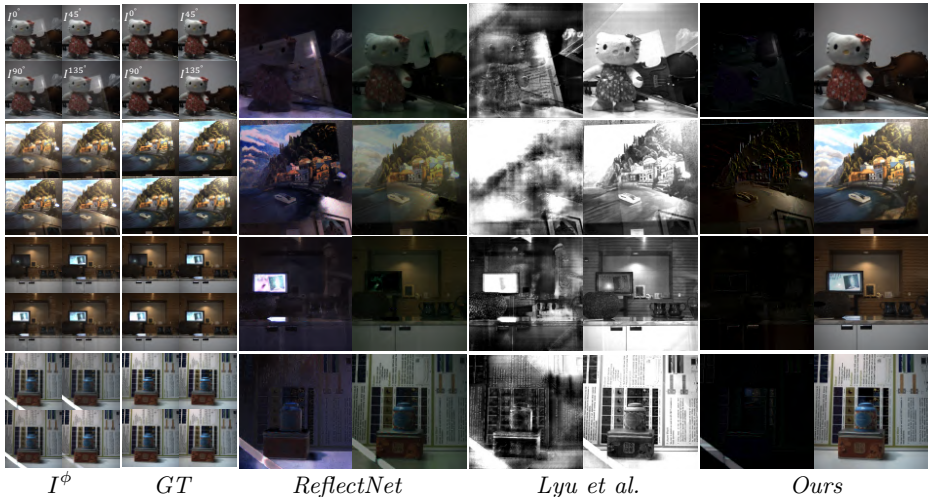 I^0° I^45° I^0° I^45°
I^90° I^135° I^90° I^135°
I^ϕ GT ReflectNet Lyu et al. Ours